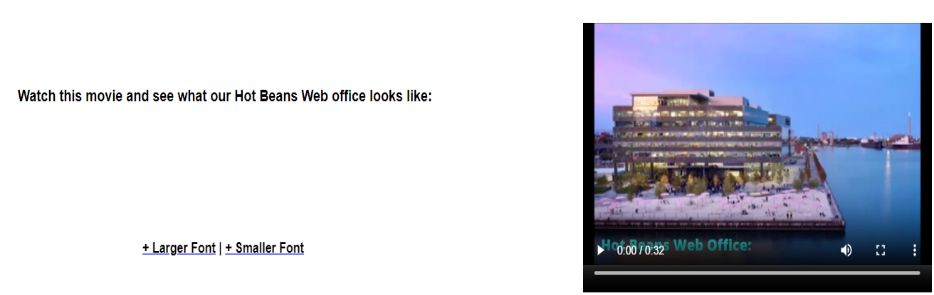 Watch this movie and see what our Hot Beans Web office looks like:
+ Larger Font | + Smaller Font
Hot Beans Web Office:
0:00 / 0:32